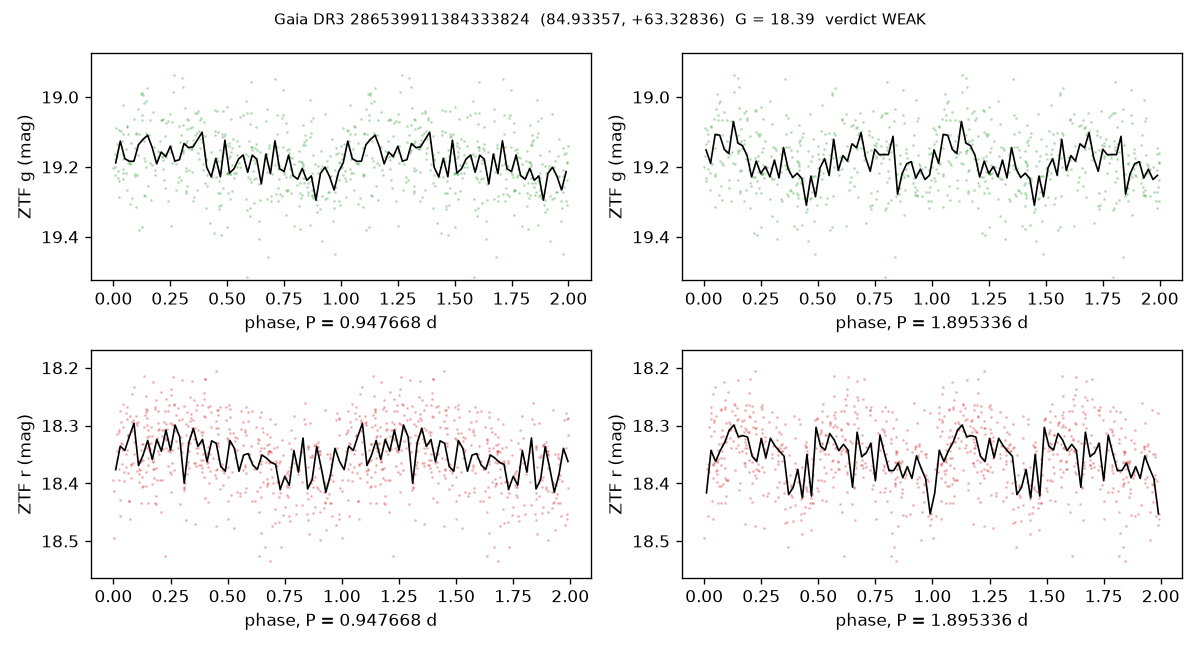 Gaia DR3 286539911384333824 (84.93357, +63.32836) G = 18.39 verdict WEAK
ZTF g (mag)
19.0
19.2
19.4
0.00 0.25 0.50 0.75 1.00 1.25 1.50 1.75 2.00
phase, P = 0.947668 d
ZTF g (mag)
19.0
19.2
19.4
0.00 0.25 0.50 0.75 1.00 1.25 1.50 1.75 2.00
phase, P = 1.895336 d
ZTF r (mag)
18.2
18.3
18.4
18.5
0.00 0.25 0.50 0.75 1.00 1.25 1.50 1.75 2.00
phase, P = 0.947668 d
ZTF r (mag)
18.2
18.3
18.4
18.5
0.00 0.25 0.50 0.75 1.00 1.25 1.50 1.75 2.00
phase, P = 1.895336 d